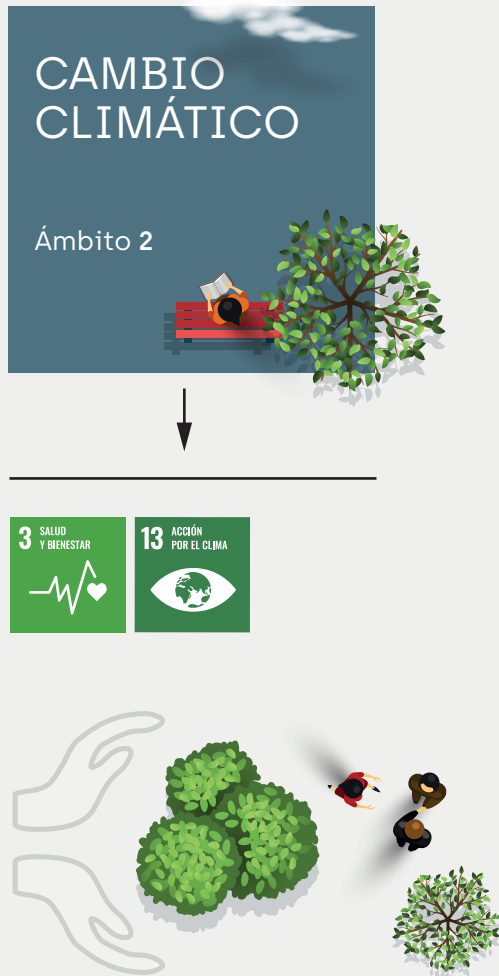 CAMBIO
CLIMÁTICO
Ámbito 2
3 SALUD
Y BIENESTAR
13 ACCIÓN
POR EL CLIMA